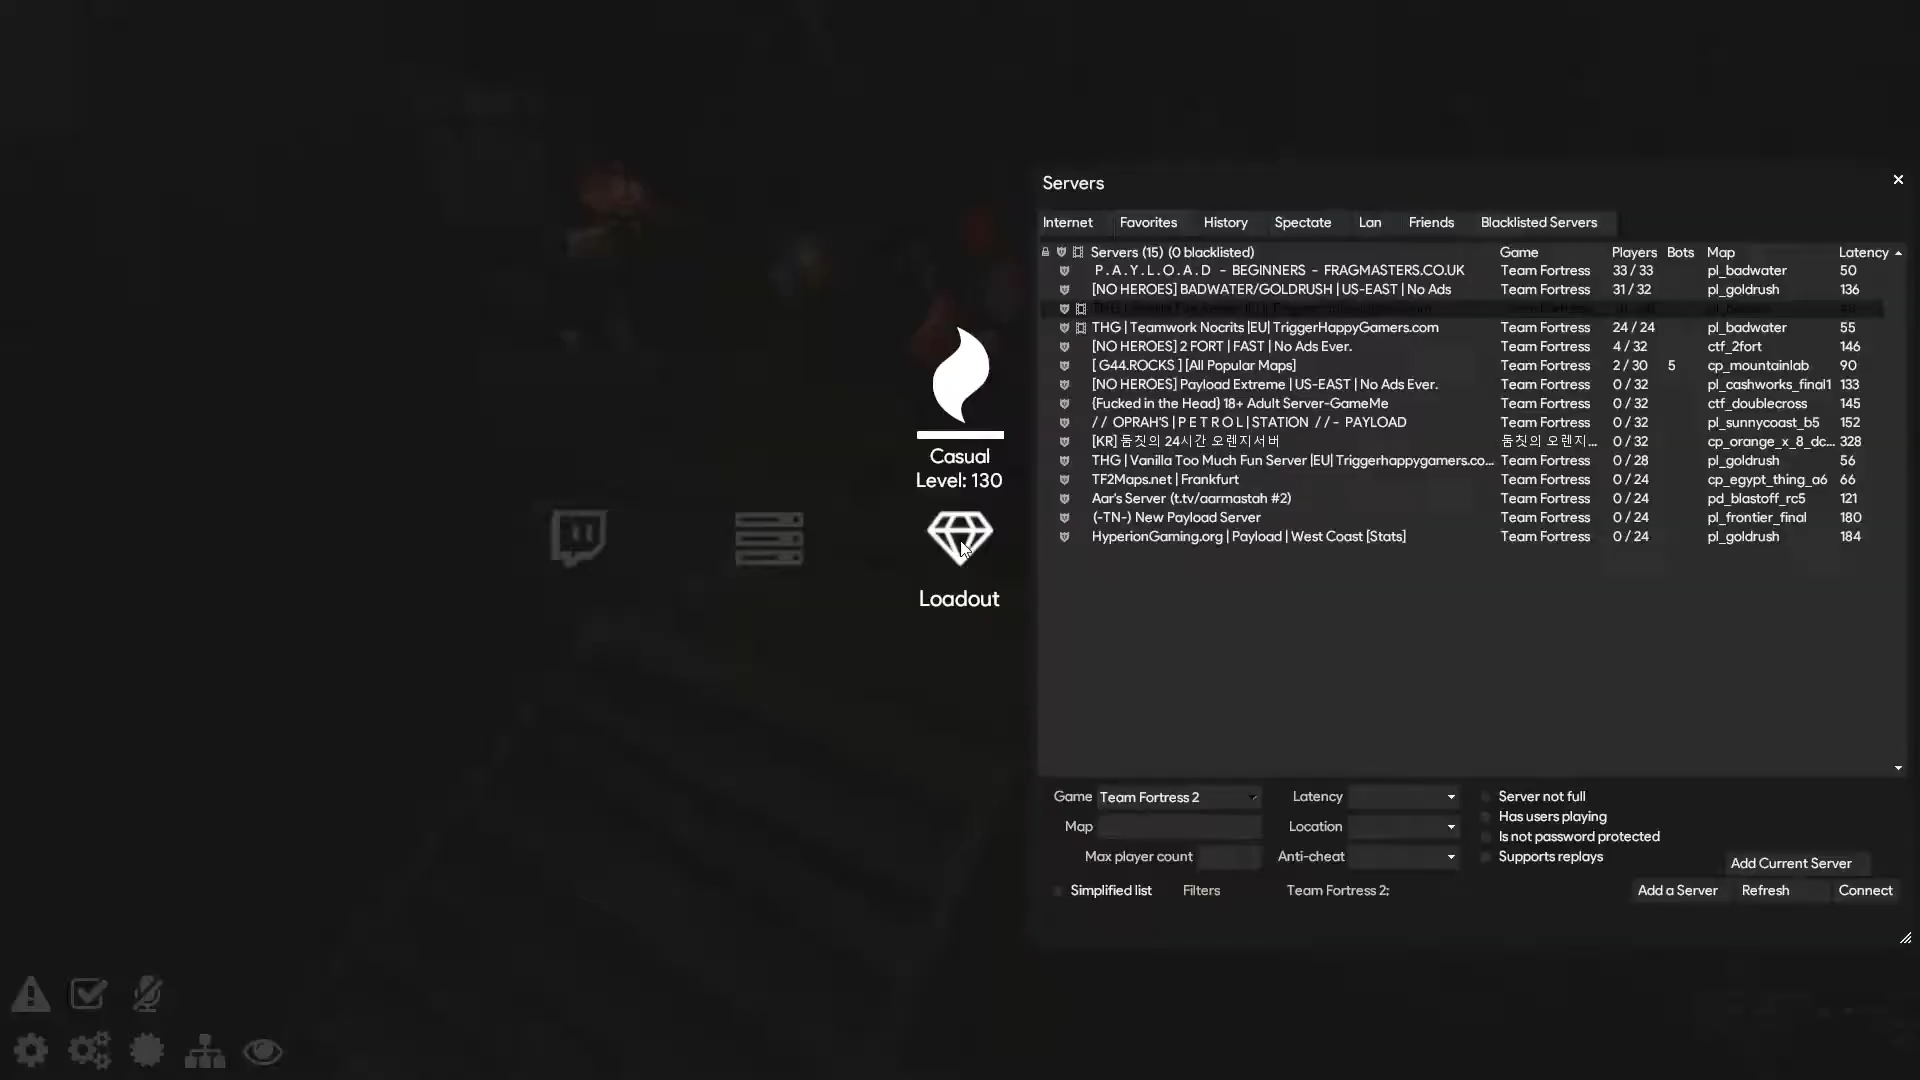 Servers
Internet Favorites History Spectate Lan Friends Blacklisted Servers
Servers (15) (0 blacklisted) Game Players Bots Map Latency
P.A.Y.L.O.A.D - BEGINNERS - FRAGMASTERS.CO.UK Team Fortress 33 / 33 pl_badwater 50
[NO HEROES] BADWATER/GOLDRUSH | US-EAST | No Ads Team Fortress 31 / 32 pl_goldrush 136
THG | Teamwork Nocrits |EU| TriggerHappyGamers.com Team Fortress 24 / 24 pl_badwater 55
[NO HEROES] 2 FORT | FAST | No Ads Ever. Team Fortress 4 / 32 ctf_2fort 146
[ G44.ROCKS ] [All Popular Maps] Team Fortress 2 / 30 5 cp_mountainlab 90
[NO HEROES] Payload Extreme | US-EAST | No Ads Ever. Team Fortress 0 / 32 pl_cashworks_final1 133
{Fucked in the Head} 18+ Adult Server-GameMe Team Fortress 0 / 32 ctf_doublecross 145
// OPRAH'S | P E T R O L | STATION // - PAYLOAD Team Fortress 0 / 32 pl_sunnycoast_b5 152
[KR] 둠칫의 24시간 오렌지서버 둠칫의 오렌지... 0 / 32 cp_orange_x_8_dc... 328
THG | Vanilla Too Much Fun Server |EU| Triggerhappygamers.co... Team Fortress 0 / 28 pl_goldrush 56
TF2Maps.net | Frankfurt Team Fortress 0 / 24 cp_egypt_thing_a6 66
Aar's Server (t.tv/aarmastah #2) Team Fortress 0 / 24 pd_blastoff_rc5 121
(-TN-) New Payload Server Team Fortress 0 / 24 pl_frontier_final 180
HyperionGaming.org | Payload | West Coast [Stats] Team Fortress 0 / 24 pl_goldrush 184
Casual
Level: 130
Loadout
Game Team Fortress 2 Latency Server not full
Has users playing
Map Location Is not password protected
Max player count Anti-cheat Supports replays
Add Current Server
Simplified list Filters Team Fortress 2; Add a Server Refresh Connect